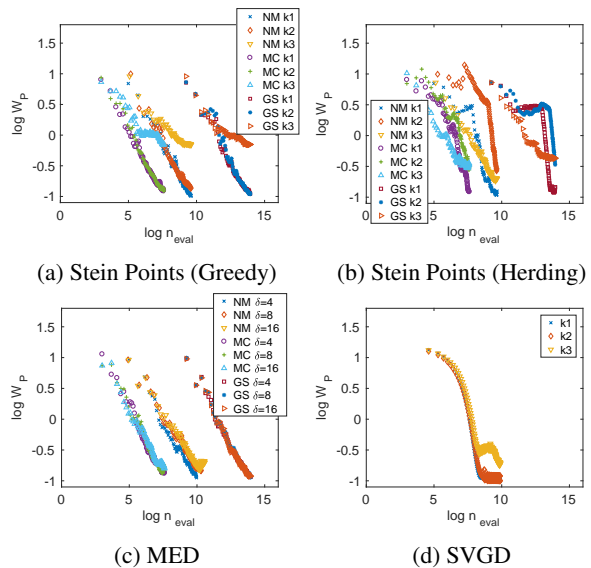 NM k1
NM k2
NM k3
MC k1
MC k2
MC k3
GS k1
GS k2
GS k3
log W_P
1.5
1
0.5
0
-0.5
-1
0 5 10 15
log n_eval
(a) Stein Points (Greedy)
NM k1
NM k2
NM k3
MC k1
MC k2
MC k3
GS k1
GS k2
GS k3
log W_P
1.5
1
0.5
0
-0.5
-1
0 5 10 15
log n_eval
(b) Stein Points (Herding)
NM δ=4
NM δ=8
NM δ=16
MC δ=4
MC δ=8
MC δ=16
GS δ=4
GS δ=8
GS δ=16
log W_P
1.5
1
0.5
0
-0.5
-1
0 5 10 15
log n_eval
(c) MED
k1
k2
k3
log W_P
1.5
1
0.5
0
-0.5
-1
0 5 10 15
log n_eval
(d) SVGD